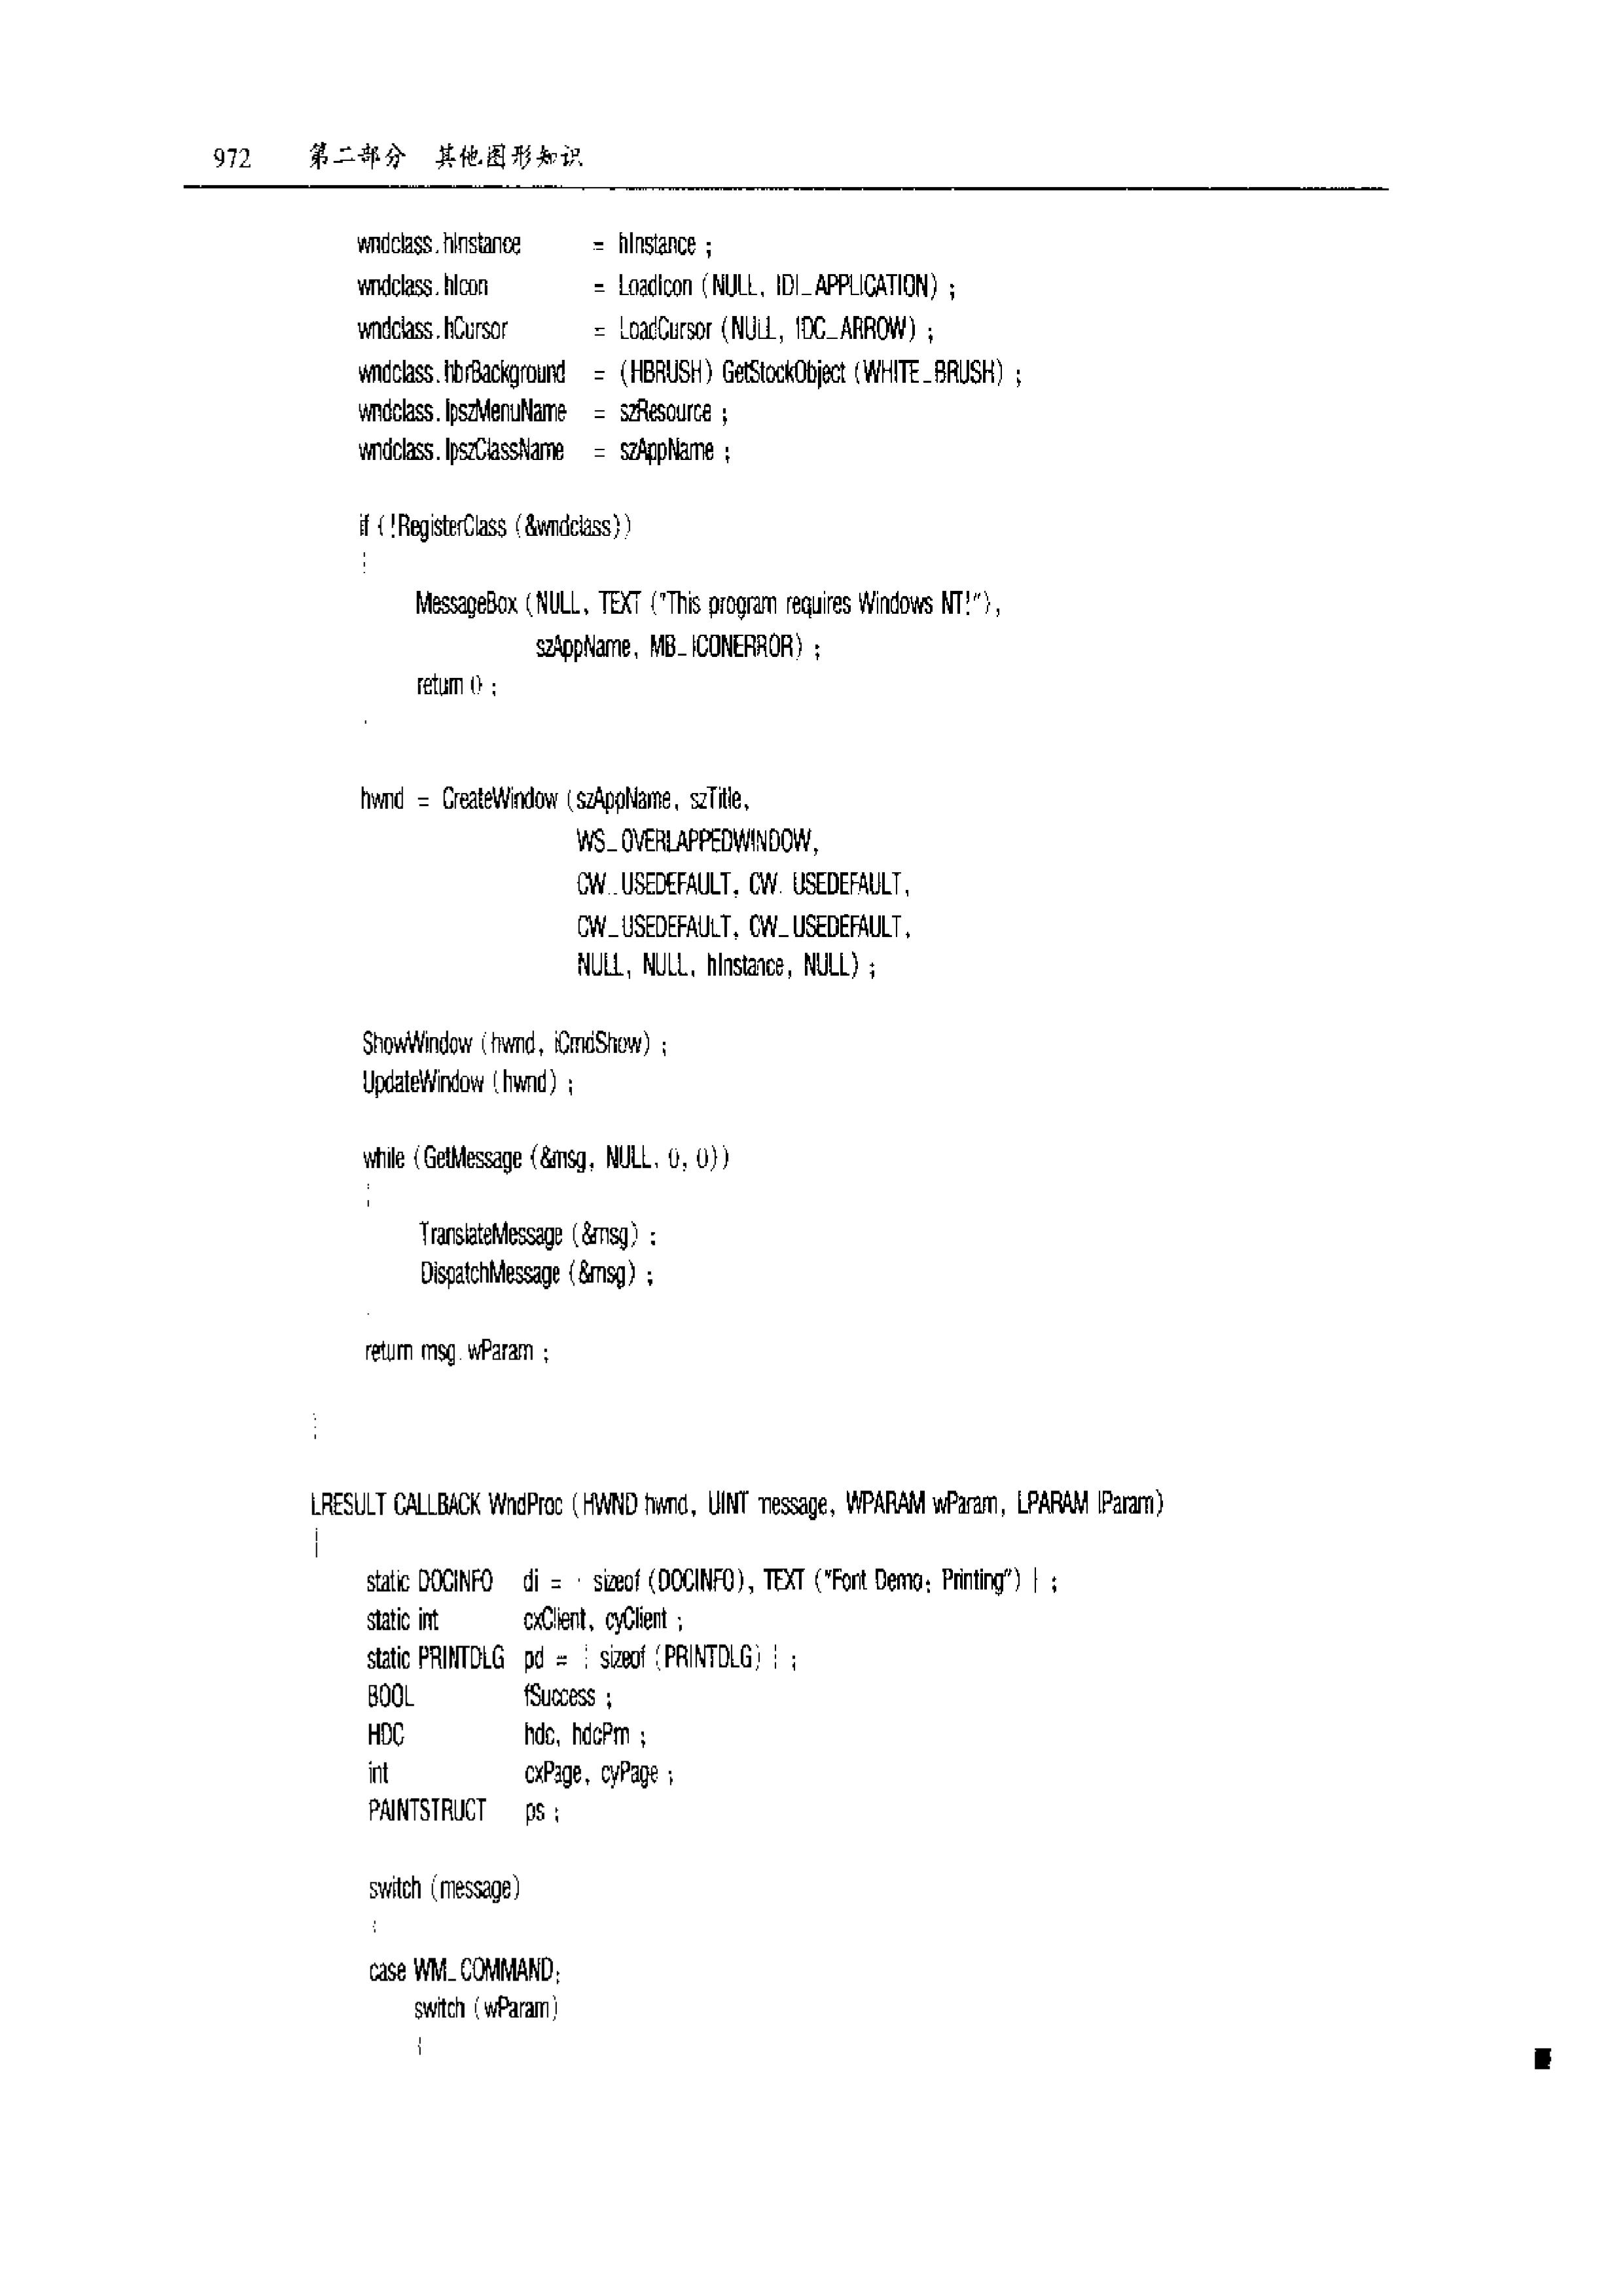 972 第二部分 其他图形知识
wndclass.hInstance = hInstance ;
wndclass.hIcon = LoadIcon (NULL, IDI_APPLICATION) ;
wndclass.hCursor = LoadCursor (NULL, IDC_ARROW) ;
wndclass.hbrBackground = (HBRUSH) GetStockObject (WHITE_BRUSH) ;
wndclass.lpszMenuName = szResource ;
wndclass.lpszClassName = szAppName ;
if (!RegisterClass (&wndclass))
{
MessageBox (NULL, TEXT ("This program requires Windows NT!"),
szAppName, MB_ICONERROR) ;
return 0 ;
hwnd = CreateWindow (szAppName, szTitle,
WS_OVERLAPPEDWINDOW,
CW_USEDEFAULT, CW_USEDEFAULT,
CW_USEDEFAULT, CW_USEDEFAULT,
NULL, NULL, hInstance, NULL) ;
ShowWindow (hwnd, iCmdShow) ;
UpdateWindow (hwnd) ;
while (GetMessage (&msg, NULL, 0, 0))
{
TranslateMessage (&msg) ;
DispatchMessage (&msg) ;
return msg.wParam ;
}
LRESULT CALLBACK WndProc (HWND hwnd, UINT message, WPARAM wParam, LPARAM lParam)
{
static DOCINFO di = { sizeof (DOCINFO), TEXT ("Font Demo: Printing") } ;
static int cxClient, cyClient ;
static PRINTDLG pd = { sizeof (PRINTDLG) } ;
BOOL fSuccess ;
HDC hdc, hdcPrn ;
int cxPage, cyPage ;
PAINTSTRUCT ps ;
switch (message)
{
case WM_COMMAND:
switch (wParam)
{